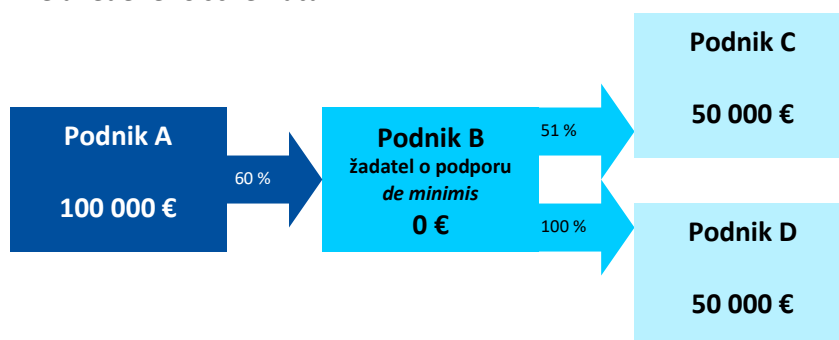 Podnik A
100 000 €
60 %
Podnik B
žadatel o podporu
de minimis
0 €
51 %
100 %
Podnik C
50 000 €
Podnik D
50 000 €